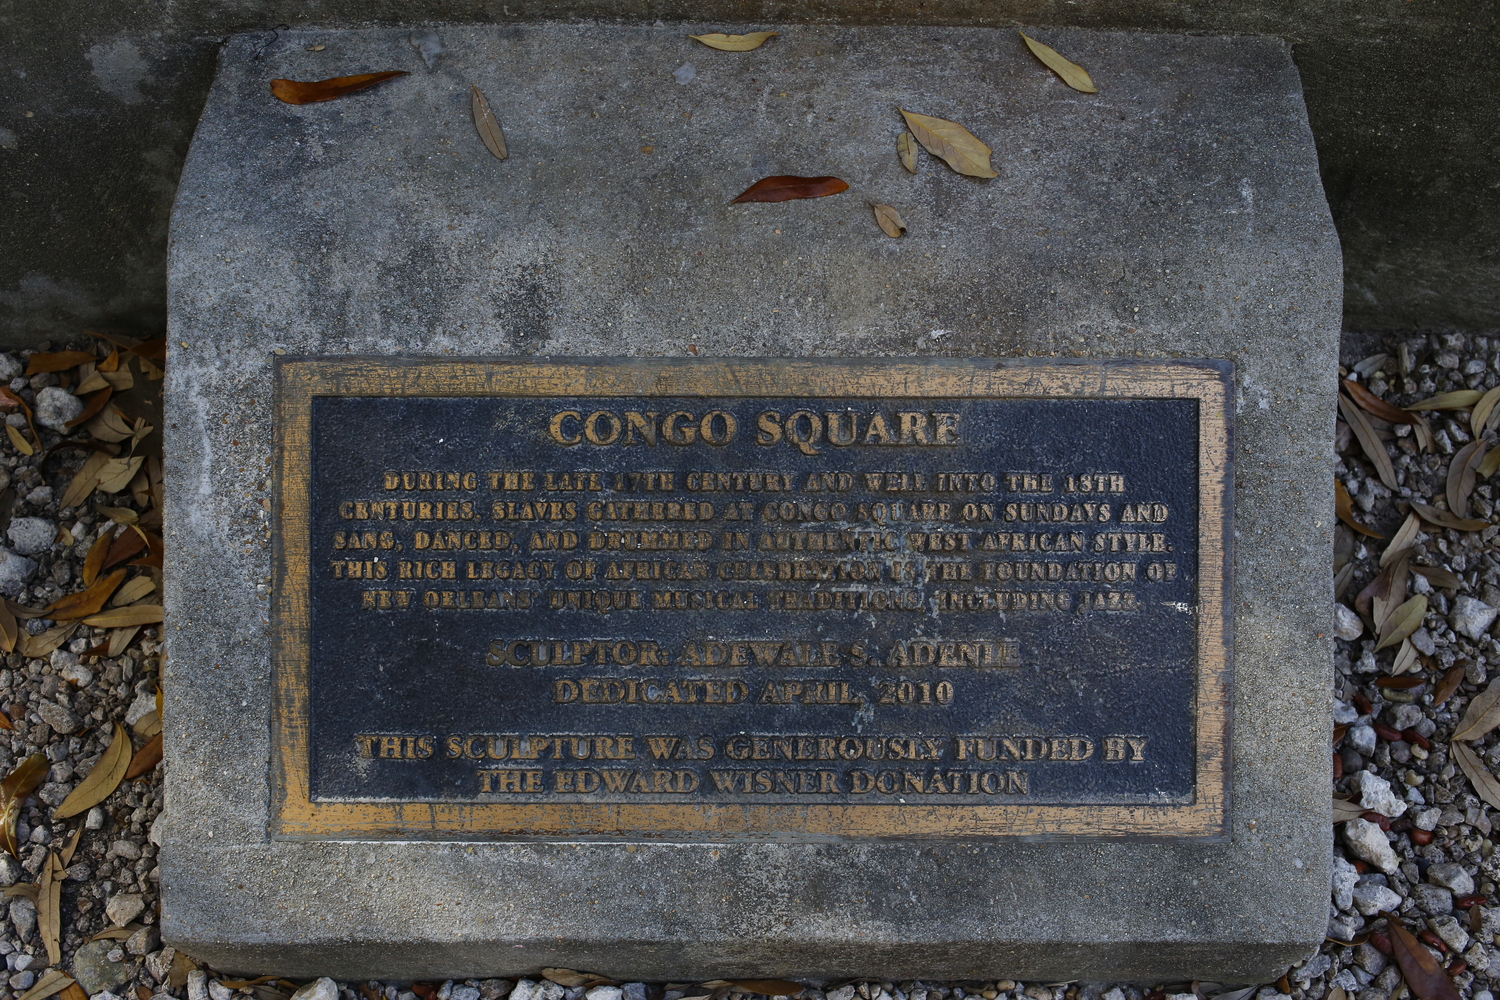 CONGO SQUARE
DURING THE LATE 17TH CENTURY AND WELL INTO THE 18TH
CENTURIES, SLAVES GATHERED AT CONGO SQUARE ON SUNDAYS AND
SANG, DANCED, AND DRUMMED IN AUTHENTIC WEST AFRICAN STYLE.
THIS RICH LEGACY OF AFRICAN CELEBRATION IS THE FOUNDATION OF
NEW ORLEANS' UNIQUE MUSICAL TRADITIONS, INCLUDING JAZZ.
SCULPTOR: ADEWALE S. ADENLE
DEDICATED APRIL, 2010
THIS SCULPTURE WAS GENEROUSLY FUNDED BY
THE EDWARD WISNER DONATION